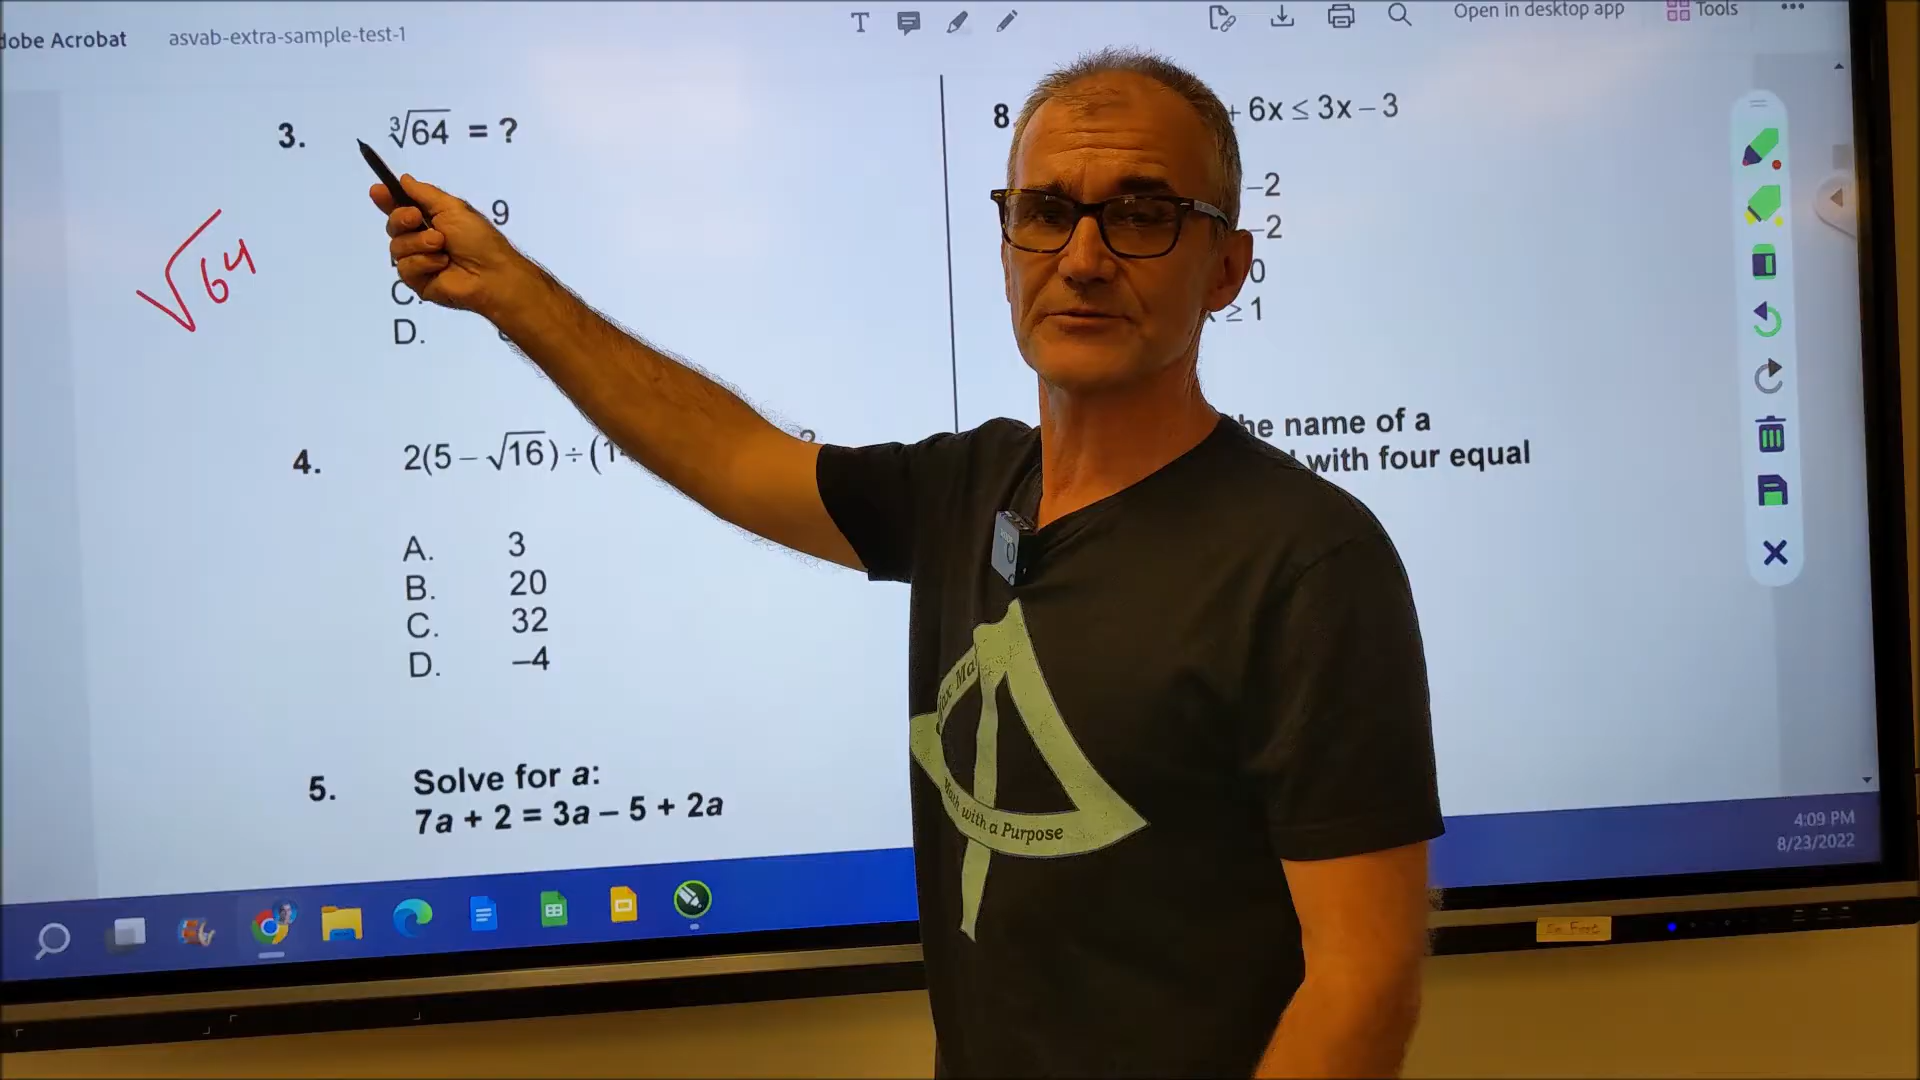 dobe Acrobat
asvab-extra-sample-test-1
T
Open in desktop app
Tools
3. ∛64 = ?
9
C.
D.
√64
4. 2(5 – √16) ÷ (1
A. 3
B. 20
C. 32
D. –4
5. Solve for a:
7a + 2 = 3a – 5 + 2a
8
+ 6x ≤ 3x – 3
–2
–2
0
≥ 1
he name of a
with four equal
Math with a Purpose
4:09 PM
8/23/2022